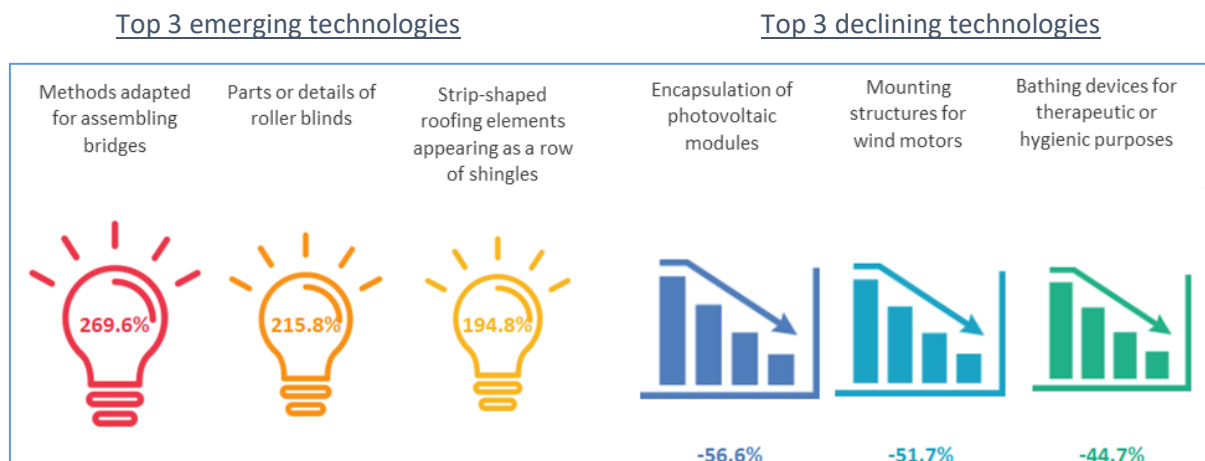 Top 3 emerging technologies
Top 3 declining technologies
Methods adapted
for assembling
bridges
Parts or details of
roller blinds
Strip-shaped
roofing elements
appearing as a row
of shingles
Encapsulation of
photovoltaic
modules
Mounting
structures for
wind motors
Bathing devices for
therapeutic or
hygienic purposes
269.6%
215.8%
194.8%
-56.6%
-51.7%
-44.7%